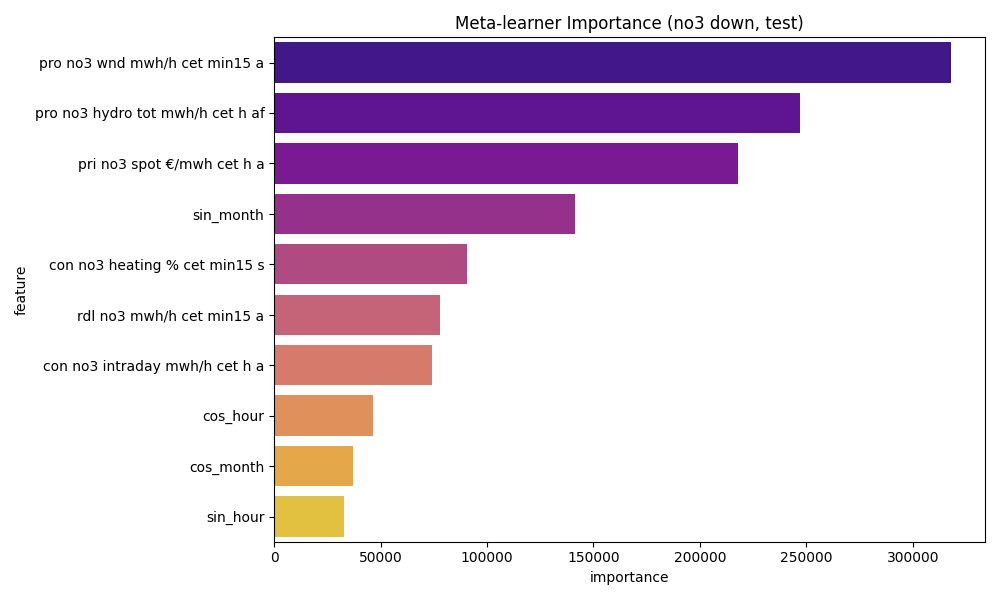 Meta-learner Importance (no3 down, test)
feature
pro no3 wnd mwh/h cet min15 a
pro no3 hydro tot mwh/h cet h af
pri no3 spot €/mwh cet h a
sin_month
con no3 heating % cet min15 s
rdl no3 mwh/h cet min15 a
con no3 intraday mwh/h cet h a
cos_hour
cos_month
sin_hour
0 50000 100000 150000 200000 250000 300000
importance